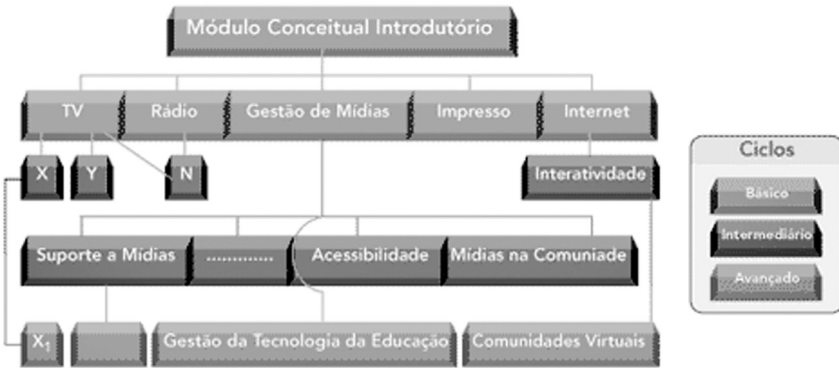 Módulo Conceitual Introdutório
TV
Rádio
Gestão de Mídias
Impresso
Internet
X
Y
N
Interatividade
Suporte a Mídias
.............
Acessibilidade
Mídias na Comuniade
X₁
Gestão da Tecnologia da Educação
Comunidades Virtuais
Ciclos
Básico
Intermediário
Avançado